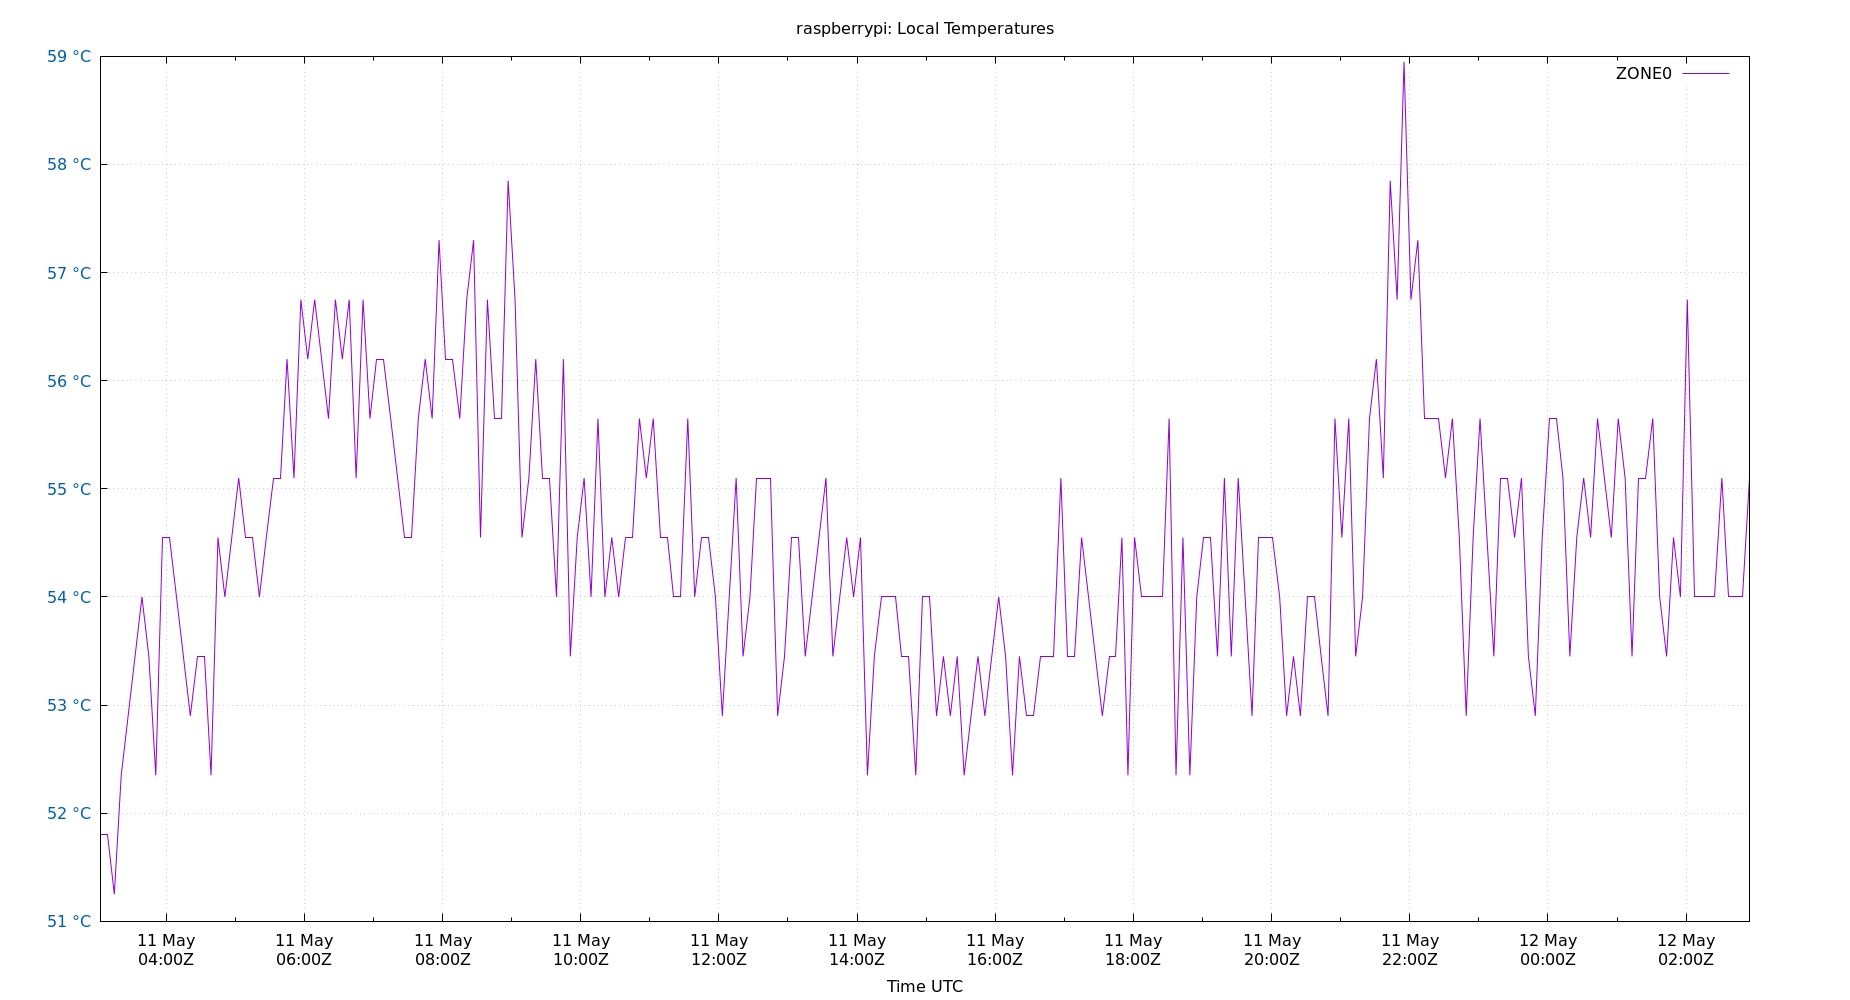 raspberrypi: Local Temperatures
59 °C
ZONE0
58 °C
57 °C
56 °C
55 °C
54 °C
53 °C
52 °C
51 °C
11 May 11 May 11 May 11 May 11 May 11 May 11 May 11 May 11 May 11 May 12 May 12 May
04:00Z 06:00Z 08:00Z 10:00Z 12:00Z 14:00Z 16:00Z 18:00Z 20:00Z 22:00Z 00:00Z 02:00Z
Time UTC